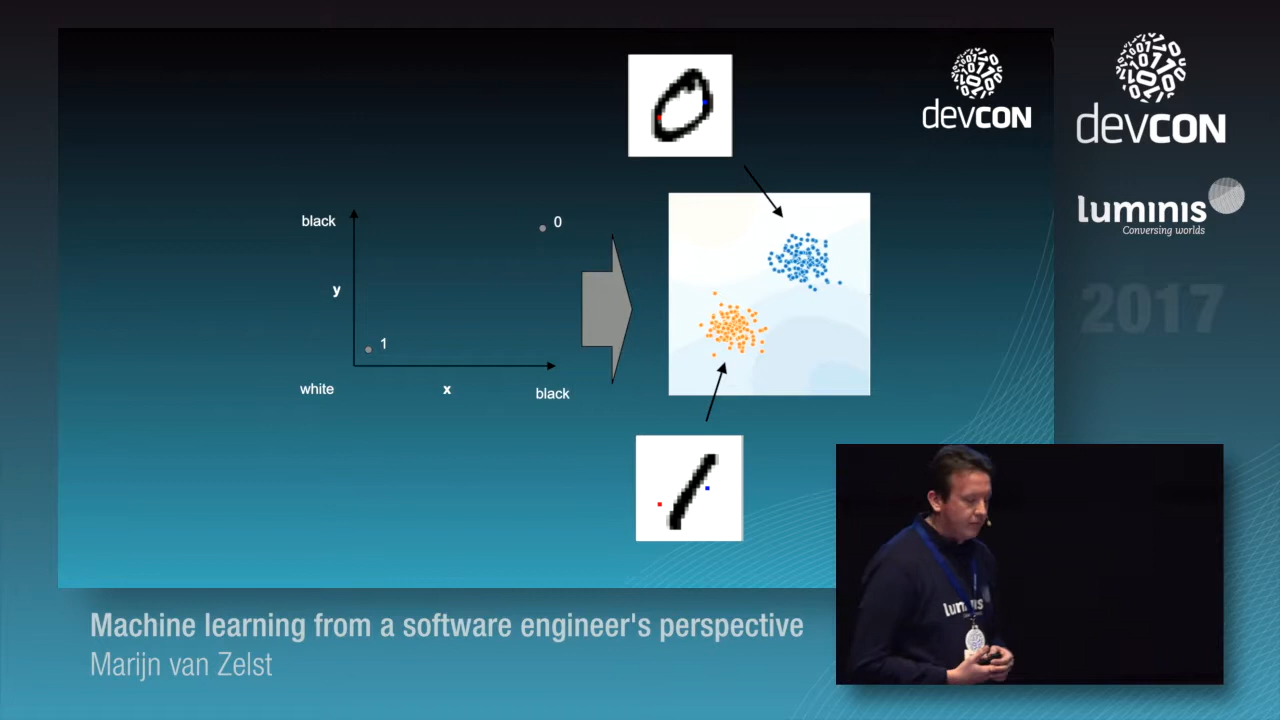 devcon
devcon
luminis
Conversing worlds
2017
black
0
y
1
white
x
black
luminis
Machine learning from a software engineer's perspective
Marijn van Zelst